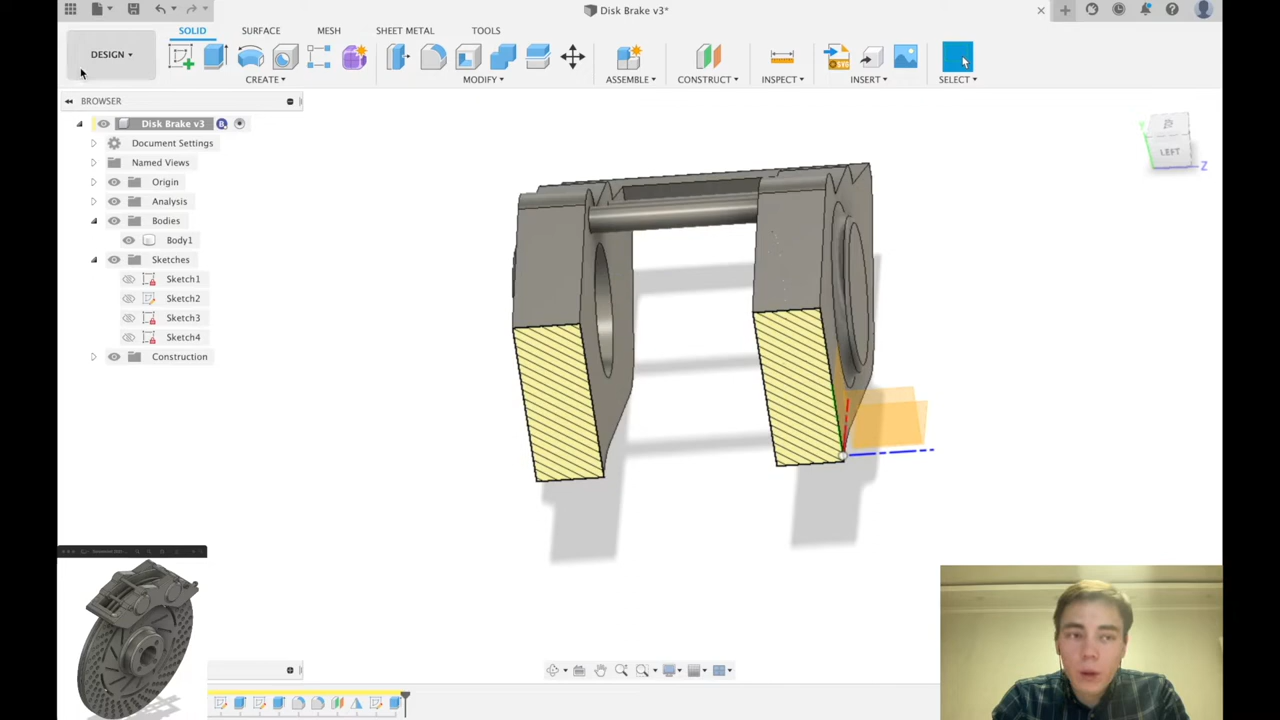 Disk Brake v3*
DESIGN
SOLID
SURFACE
MESH
SHEET METAL
TOOLS
CREATE
MODIFY
ASSEMBLE
CONSTRUCT
INSPECT
INSERT
SELECT
BROWSER
Disk Brake v3
Document Settings
Named Views
Origin
Analysis
Bodies
Body1
Sketches
Sketch1
Sketch2
Sketch3
Sketch4
Construction
LEFT
Z